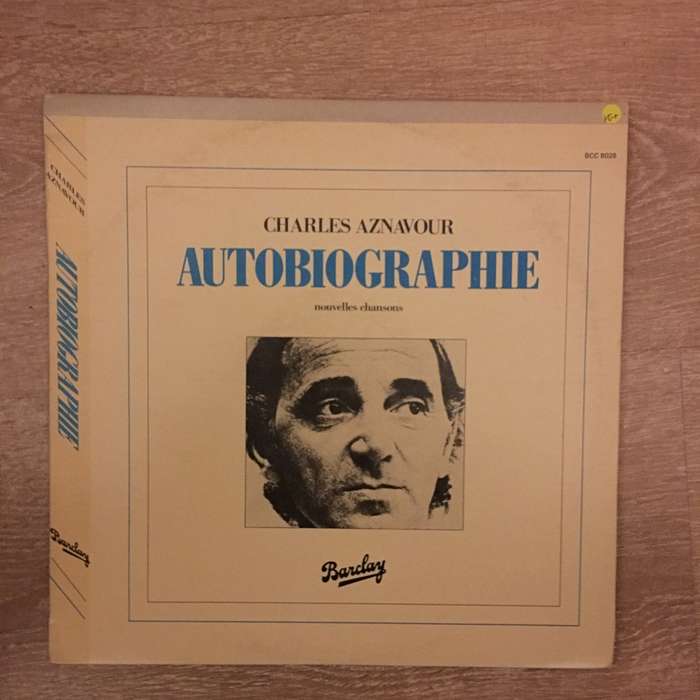 BCC 8028
CHARLES AZNAVOUR
AUTOBIOGRAPHIE
nouvelles chansons
Barclay
CHARLES
AZNAVOUR
AUTOBIOGRAPHIE
Barclay